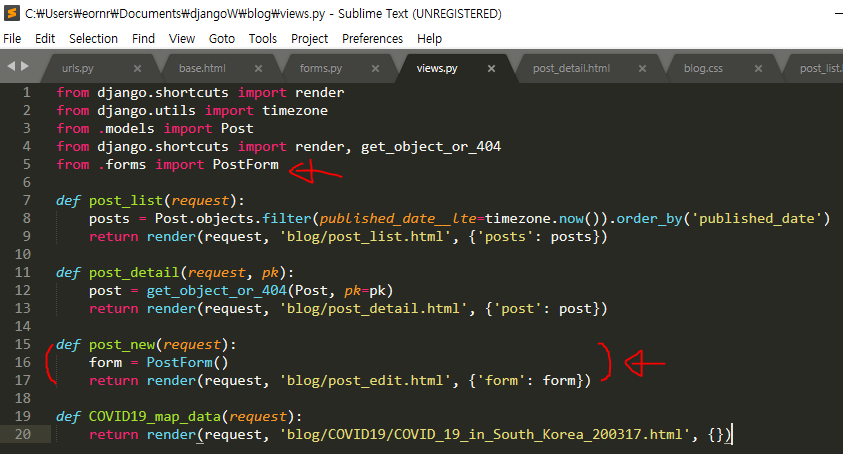 C:₩Users₩eornr₩Documents₩djangoW₩blog₩views.py - Sublime Text (UNREGISTERED)
File Edit Selection Find View Goto Tools Project Preferences Help
urls.py × base.html × forms.py × views.py × post_detail.html × blog.css × post_list.h
1 from django.shortcuts import render
2 from django.utils import timezone
3 from .models import Post
4 from django.shortcuts import render, get_object_or_404
5 from .forms import PostForm
6
7 def post_list(request):
8     posts = Post.objects.filter(published_date__lte=timezone.now()).order_by('published_date')
9     return render(request, 'blog/post_list.html', {'posts': posts})
10
11 def post_detail(request, pk):
12     post = get_object_or_404(Post, pk=pk)
13     return render(request, 'blog/post_detail.html', {'post': post})
14
15 def post_new(request):
16     form = PostForm()
17     return render(request, 'blog/post_edit.html', {'form': form})
18
19 def COVID19_map_data(request):
20     return render(request, 'blog/COVID19/COVID_19_in_South_Korea_200317.html', {})